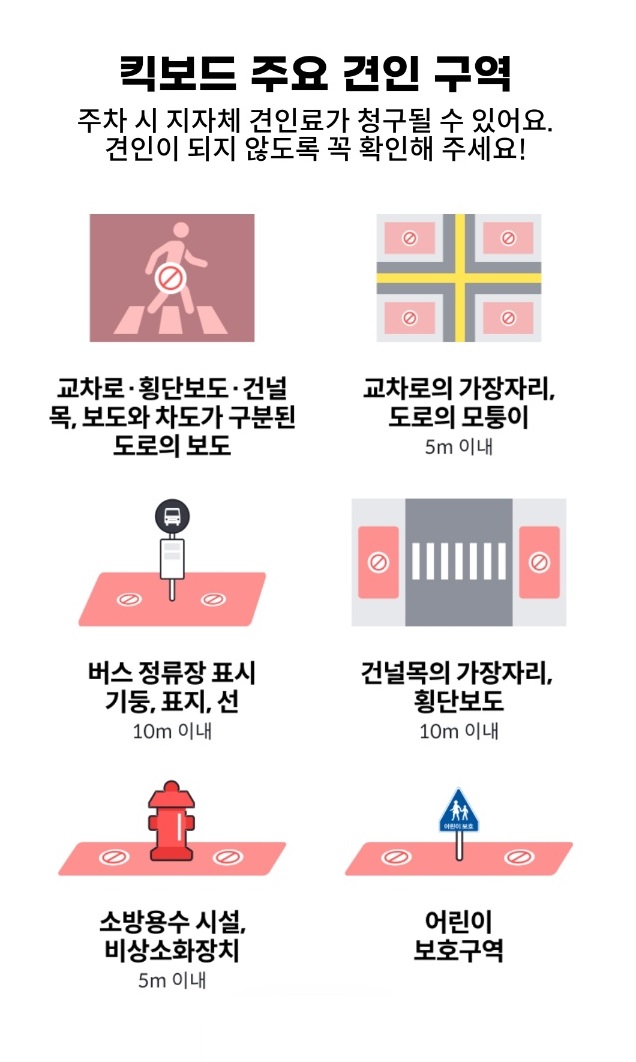 킥보드 주요 견인 구역
주차 시 지자체 견인료가 청구될 수 있어요.
견인이 되지 않도록 꼭 확인해 주세요!
교차로·횡단보도·건널
목, 보도와 차도가 구분된
도로의 보도
교차로의 가장자리,
도로의 모퉁이
5m 이내
버스 정류장 표시
기둥, 표지, 선
10m 이내
건널목의 가장자리,
횡단보도
10m 이내
어린이 보호
소방용수 시설,
비상소화장치
5m 이내
어린이
보호구역